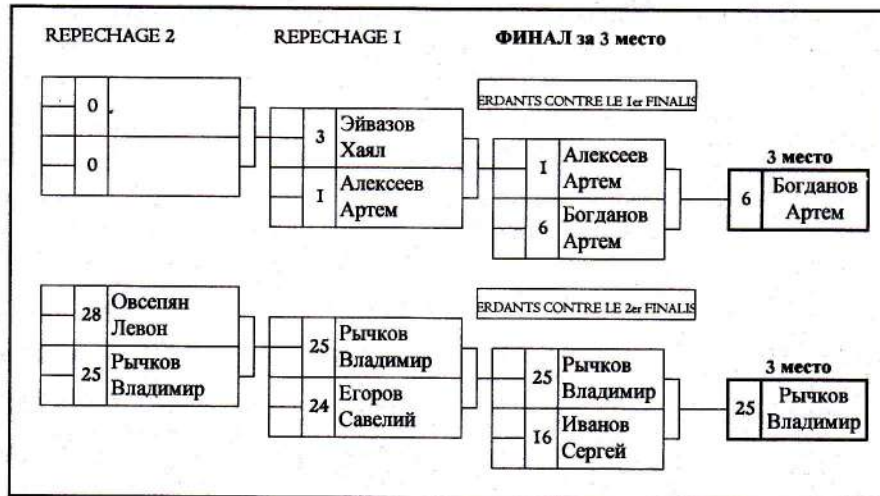 REPECHAGE 2
REPECHAGE I
ФИНАЛ за 3 место
ERDANTS CONTRE LE Ier FINALIS
0
0
3 Эйвазов
Хаял
I Алексеев
Артем
I Алексеев
Артем
6 Богданов
Артем
3 место
6 Богданов
Артем
ERDANTS CONTRE LE 2er FINALIS
28 Овсепян
Левон
25 Рычков
Владимир
25 Рычков
Владимир
24 Егоров
Савелий
25 Рычков
Владимир
I6 Иванов
Сергей
3 место
25 Рычков
Владимир